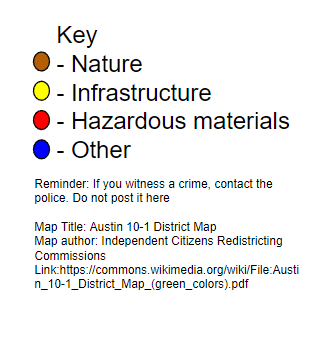 Key
- Nature
- Infrastructure
- Hazardous materials
- Other
Reminder: If you witness a crime, contact the
police. Do not post it here
Map Title: Austin 10-1 District Map
Map author: Independent Citizens Redistricting
Commissions
Link:https://commons.wikimedia.org/wiki/File:Austi
n_10-1_District_Map_(green_colors).pdf